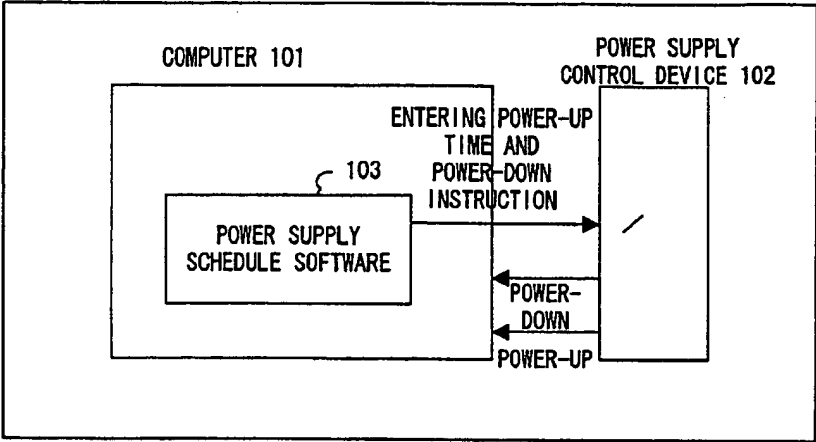 COMPUTER 101
POWER SUPPLY
CONTROL DEVICE 102
ENTERING POWER-UP
TIME AND
POWER-DOWN
INSTRUCTION
103
POWER SUPPLY
SCHEDULE SOFTWARE
POWER-
DOWN
POWER-UP